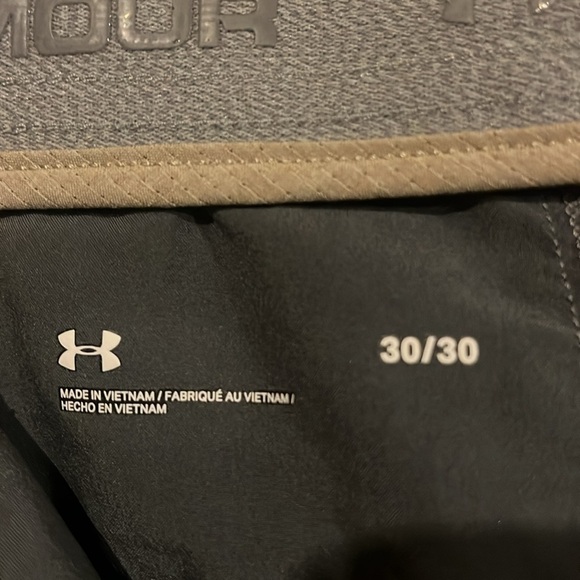 MOUR
30/30
MADE IN VIETNAM / FABRIQUÉ AU VIETNAM /
HECHO EN VIETNAM